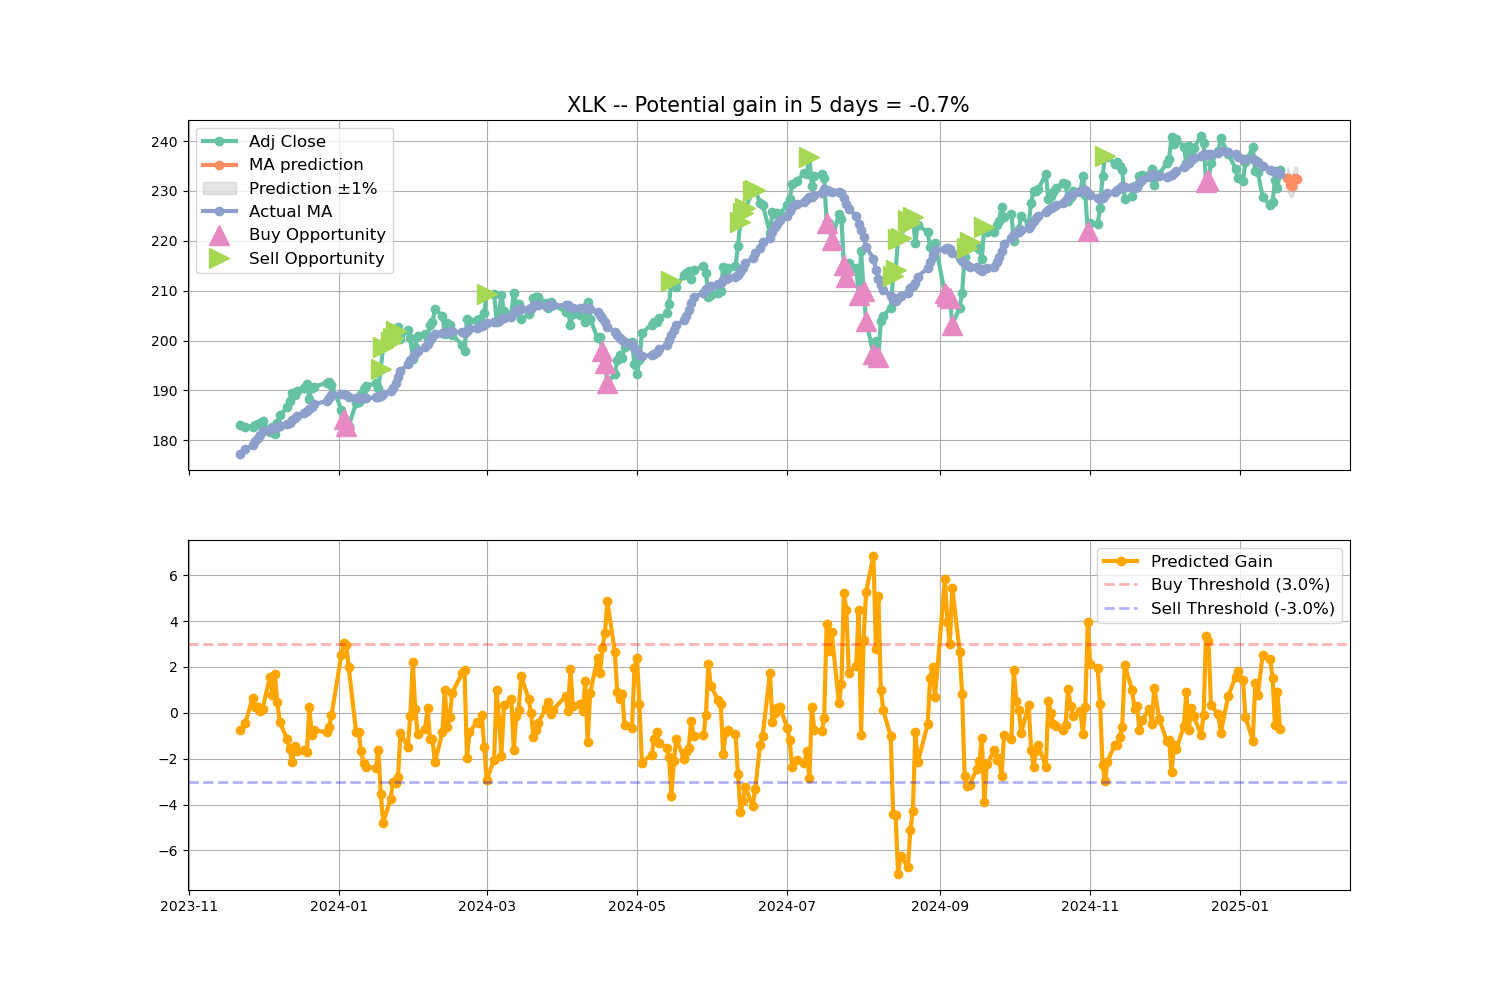 XLK -- Potential gain in 5 days = -0.7%
240
230
220
210
200
190
180
Adj Close
MA prediction
Prediction ±1%
Actual MA
Buy Opportunity
Sell Opportunity
6
4
2
0
−2
−4
−6
Predicted Gain
Buy Threshold (3.0%)
Sell Threshold (-3.0%)
2023-11
2024-01
2024-03
2024-05
2024-07
2024-09
2024-11
2025-01